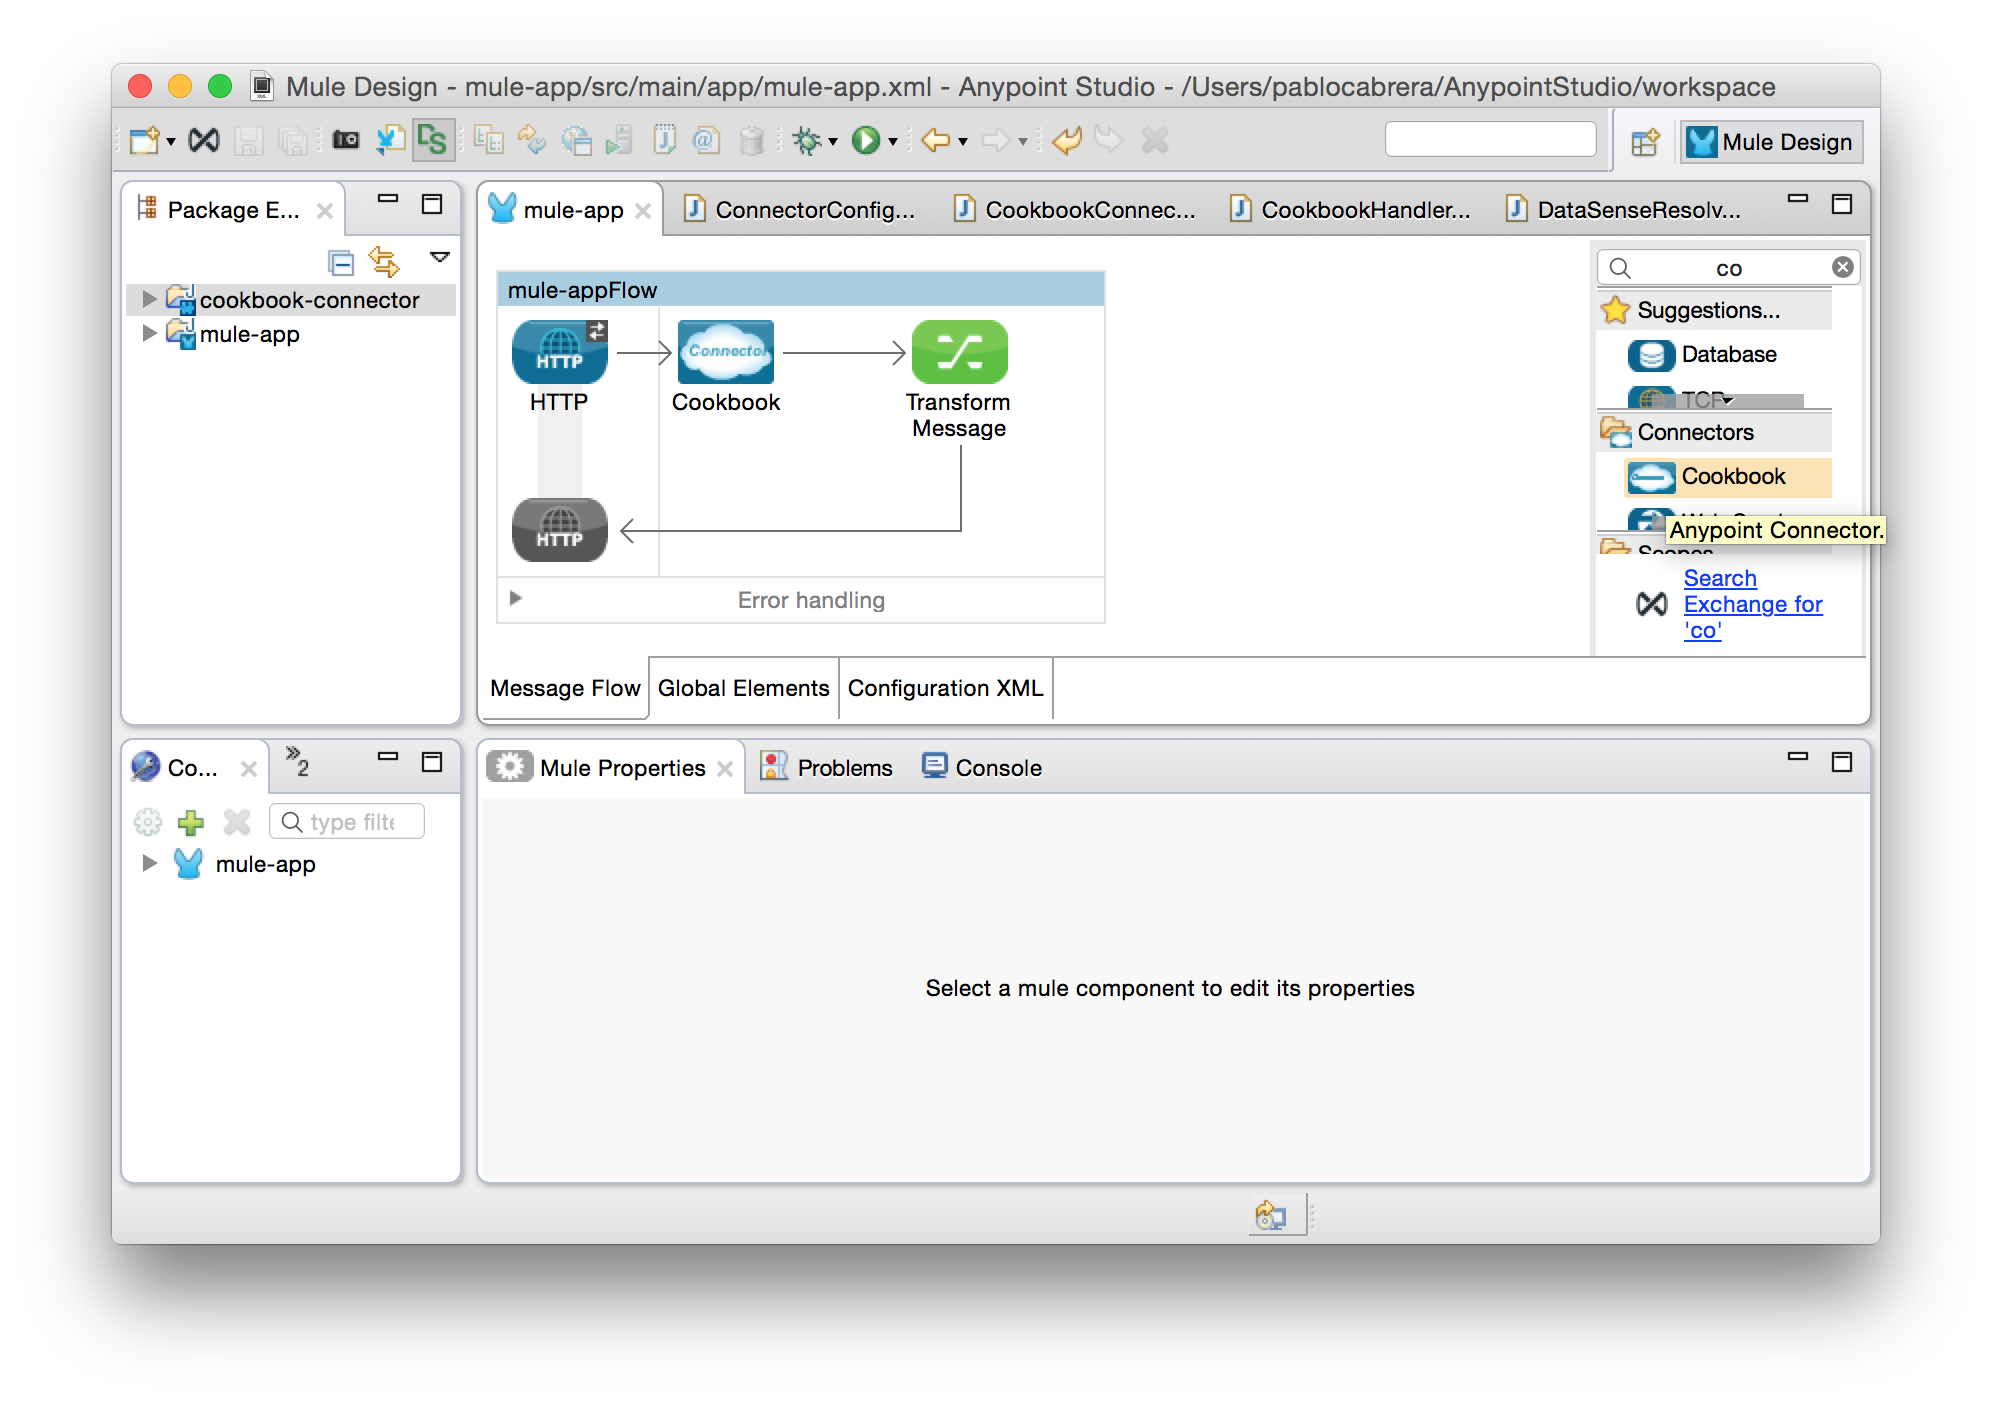 Mule Design - mule-app/src/main/app/mule-app.xml - Anypoint Studio - /Users/pablocabrera/AnypointStudio/workspace
DS
Mule Design
Package E...
mule-app
ConnectorConfig...
CookbookConnec...
CookbookHandler...
DataSenseResolv...
cookbook-connector
mule-app
mule-appFlow
HTTP
Connector
HTTP
Cookbook
Transform
Message
HTTP
Error handling
co
Suggestions...
Database
TCP
Connectors
Cookbook
Anypoint Connector.
Scopes
Search
Exchange for
'co'
Message Flow
Global Elements
Configuration XML
Co...
2
type filte
mule-app
Mule Properties
Problems
Console
Select a mule component to edit its properties